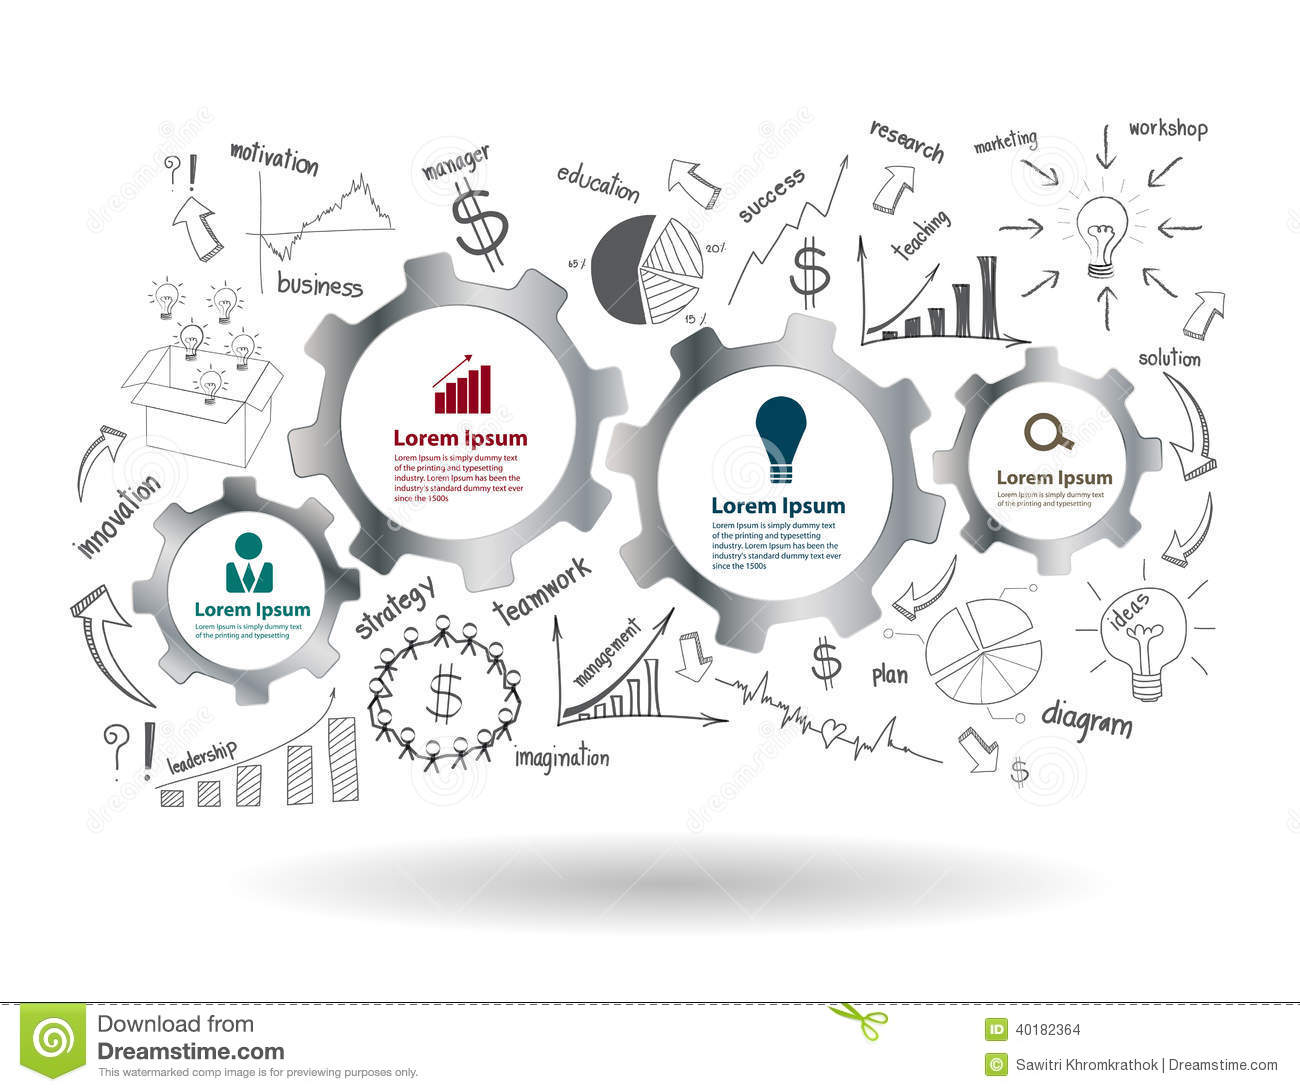 ? !
motivation
manager
education
success
research
marketing
workshop
$
teaching
20%
65%
15%
$
business
solution
Lorem Ipsum
Lorem Ipsum is simply dummy text
of the printing and typesetting
industry. Lorem Ipsum has been the
industry's standard dummy text ever
since the 1500s
Lorem Ipsum
Lorem Ipsum is simply dummy text
of the printing and typesetting
industry. Lorem Ipsum has been the
industry's standard dummy text ever
since the 1500s
Lorem Ipsum
Lorem Ipsum is simply dummy text
of the printing and typesetting
innovation
Lorem Ipsum
Lorem Ipsum is simply dummy text
of the printing and typesetting
strategy
teamwork
management
ideas
$
$
plan
diagram
? !
leadership
imagination
$
dreamstime
Download from
Dreamstime.com
This watermarked comp image is for previewing purposes only.
ID 40182364
© Sawitri Khromkrathok | Dreamstime.com